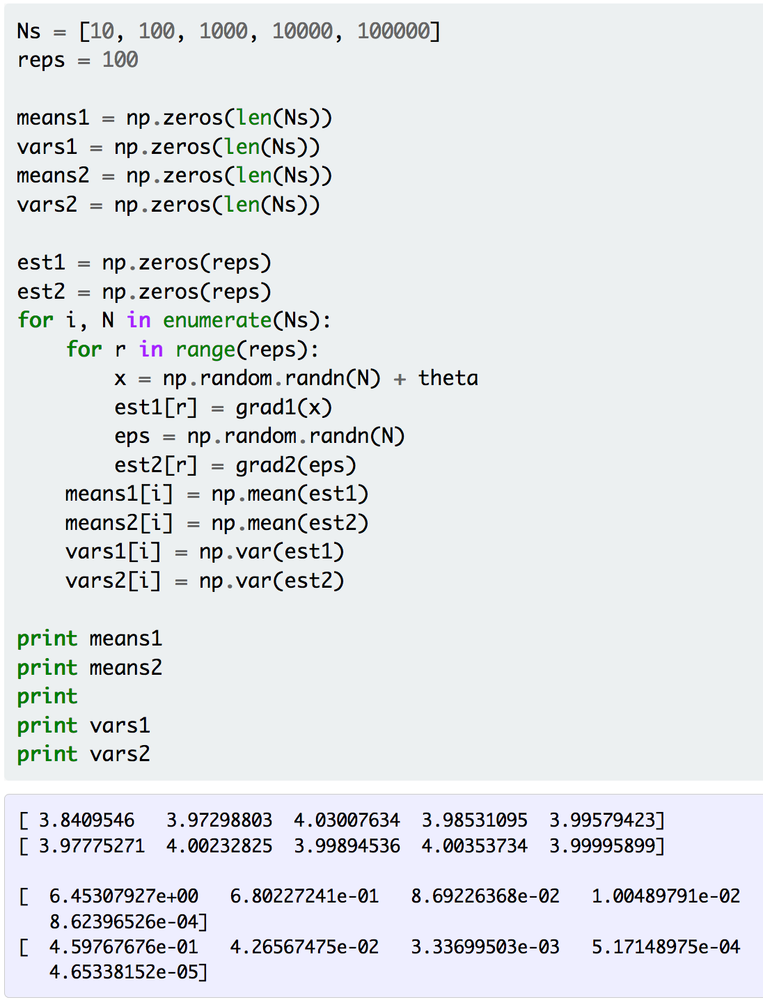 Ns = [10, 100, 1000, 10000, 100000]
reps = 100

means1 = np.zeros(len(Ns))
vars1 = np.zeros(len(Ns))
means2 = np.zeros(len(Ns))
vars2 = np.zeros(len(Ns))

est1 = np.zeros(reps)
est2 = np.zeros(reps)
for i, N in enumerate(Ns):
    for r in range(reps):
        x = np.random.randn(N) + theta
        est1[r] = grad1(x)
        eps = np.random.randn(N)
        est2[r] = grad2(eps)
    means1[i] = np.mean(est1)
    means2[i] = np.mean(est2)
    vars1[i] = np.var(est1)
    vars2[i] = np.var(est2)

print means1
print means2
print
print vars1
print vars2

[ 3.8409546   3.97298803  4.03007634  3.98531095  3.99579423]
[ 3.97775271  4.00232825  3.99894536  4.00353734  3.99995899]

[  6.45307927e+00   6.80227241e-01   8.69226368e-02   1.00489791e-02
   8.62396526e-04]
[  4.59767676e-01   4.26567475e-02   3.33699503e-03   5.17148975e-04
   4.65338152e-05]